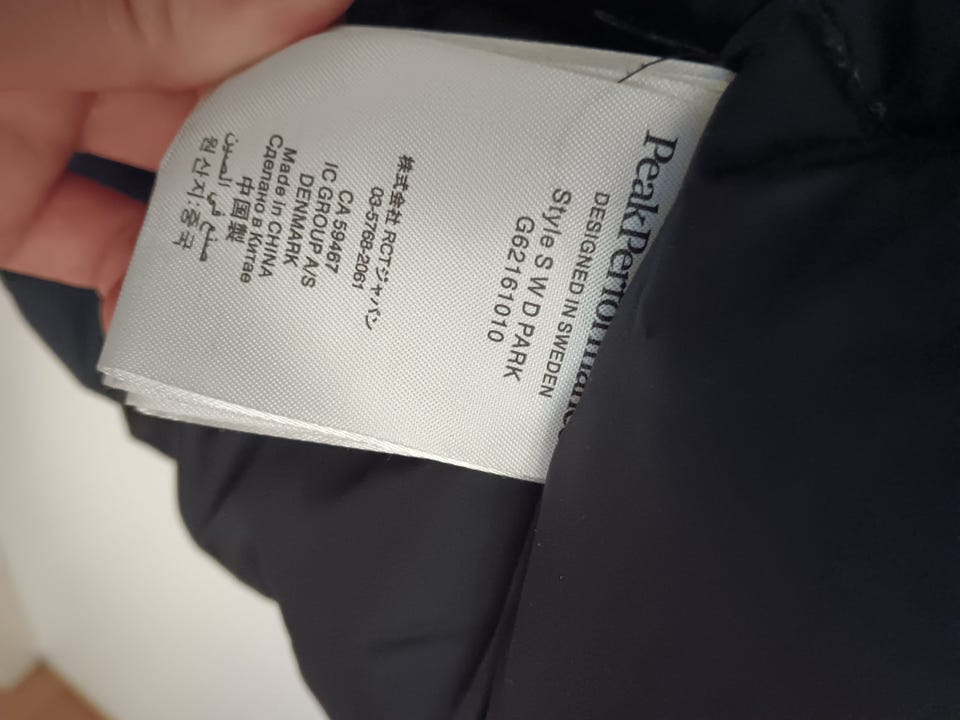 PeakPerformance
DESIGNED IN SWEDEN
Style S W D PARK
G62161010
株式会社 RCTジャパン
03-5768-2061
CA 59467
IC GROUP A/S
DENMARK
Made in CHINA
Сделано в Китае
中国製
صنع في الصين
원산지:중국